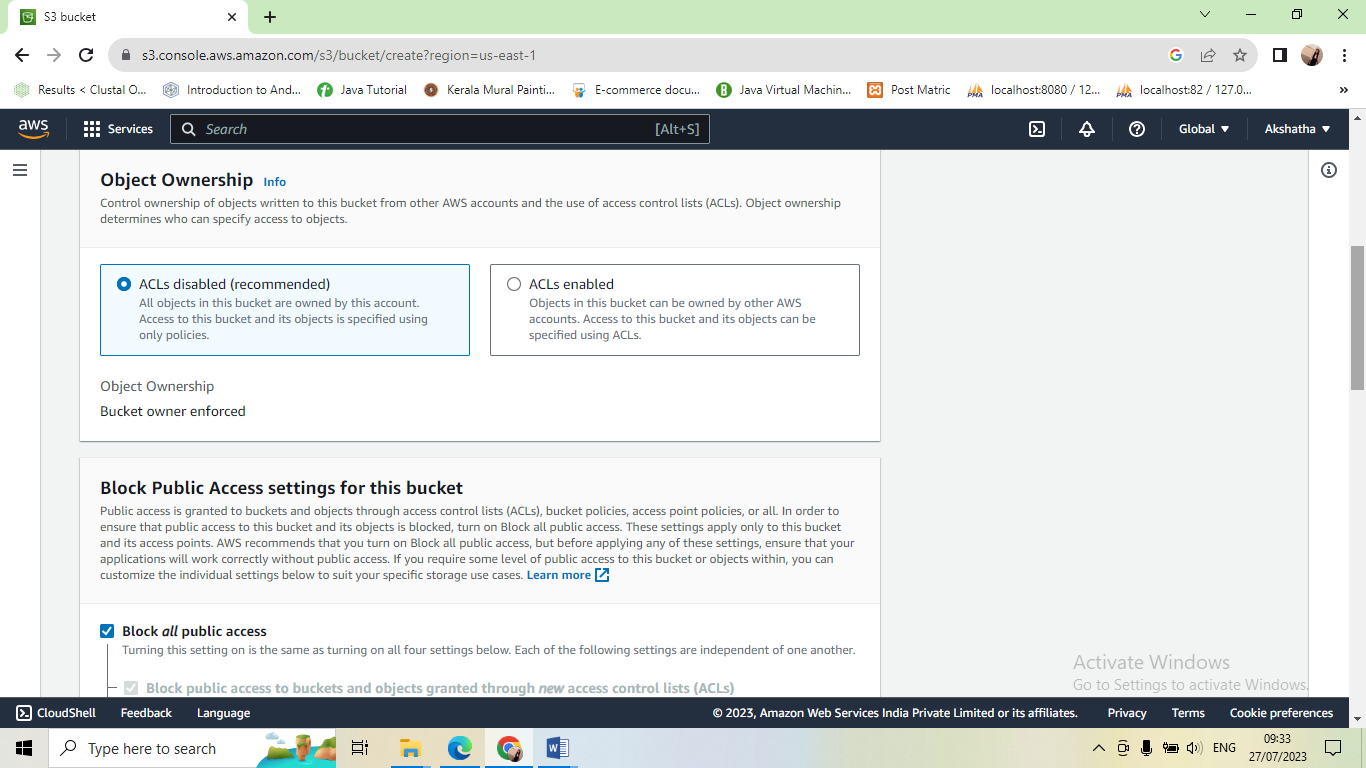 S3 bucket
s3.console.aws.amazon.com/s3/bucket/create?region=us-east-1
Results < Clustal O... Introduction to And... Java Tutorial Kerala Mural Painti... E-commerce docu... Java Virtual Machin... Post Matric localhost:8080 / 12... localhost:82 / 127.0... »
aws Services Search [Alt+S] Global Akshatha
Object Ownership Info
Control ownership of objects written to this bucket from other AWS accounts and the use of access control lists (ACLs). Object ownership
determines who can specify access to objects.
ACLs disabled (recommended)
All objects in this bucket are owned by this account.
Access to this bucket and its objects is specified using
only policies.
ACLs enabled
Objects in this bucket can be owned by other AWS
accounts. Access to this bucket and its objects can be
specified using ACLs.
Object Ownership
Bucket owner enforced
Block Public Access settings for this bucket
Public access is granted to buckets and objects through access control lists (ACLs), bucket policies, access point policies, or all. In order to
ensure that public access to this bucket and its objects is blocked, turn on Block all public access. These settings apply only to this bucket
and its access points. AWS recommends that you turn on Block all public access, but before applying any of these settings, ensure that your
applications will work correctly without public access. If you require some level of public access to this bucket or objects within, you can
customize the individual settings below to suit your specific storage use cases. Learn more
Block all public access
Turning this setting on is the same as turning on all four settings below. Each of the following settings are independent of one another.
Block public access to buckets and objects granted through new access control lists (ACLs)
Activate Windows
Go to Settings to activate Windows.
CloudShell Feedback Language © 2023, Amazon Web Services India Private Limited or its affiliates. Privacy Terms Cookie preferences
Type here to search ENG 09:33
27/07/2023